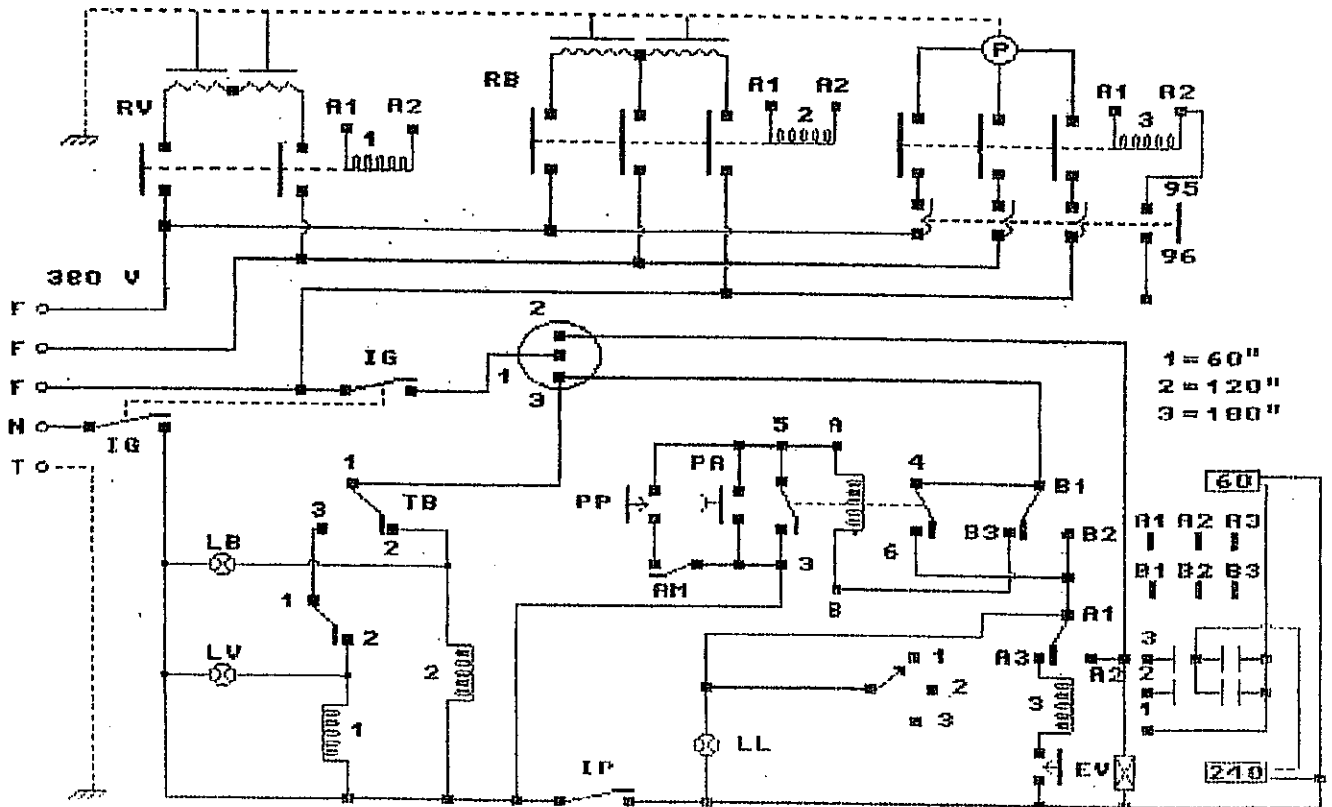 RV
A1 A2
1
RB
A1 A2
2
P
A1 A2
3
95
96
380 V
F
F
F
N
T
IG
IG
2
1
3
1=60"
2=120"
3=180"
1
TB
3
2
LB
1
2
LV
1
2
PP
PA
5
A
3
AM
B
4
6
B1
B3
B2
A1
A3
A2
1
2
3
LL
IP
3
EV
60
A1 A2 A3
B1 B2 B3
3
2
1
240